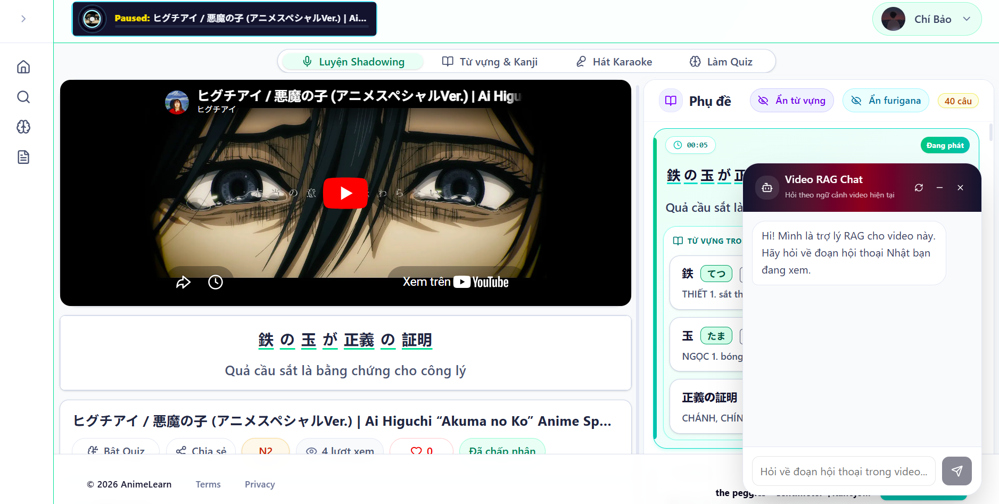 Paused: ヒグチアイ / 悪魔の子 (アニメスペシャルVer.) | Ai...
Chí Bảo
Luyện Shadowing
Từ vựng & Kanji
Hát Karaoke
Làm Quiz
ヒグチアイ / 悪魔の子 (アニメスペシャルVer.) | Ai Higu
ヒグチアイ
の 意
わ ら な い
Xem trên YouTube
鉄 の 玉 が 正義 の 証明
Quả cầu sắt là bằng chứng cho công lý
ヒグチアイ / 悪魔の子 (アニメスペシャルVer.) | Ai Higuchi “Akuma no Ko” Anime Sp...
Bật Quiz
Chia sẻ
N2
4 lượt xem
0
Đã chấp nhận
Phụ đề
Ẩn từ vựng
Ẩn furigana
40 câu
00:05
Đang phát
鉄 の 玉 が 正
Quả cầu sắt là
TỪ VỰNG TRO
鉄 てつ
THIẾT 1. sắt th
玉 たま
NGỌC 1. bóng
正義の証明
CHÁNH, CHÍN
Video RAG Chat
Hỏi theo ngữ cảnh video hiện tại
Hi! Mình là trợ lý RAG cho video này.
Hãy hỏi về đoạn hội thoại Nhật bạn
đang xem.
Hỏi về đoạn hội thoại trong video...
© 2026 AnimeLearn
Terms
Privacy
the